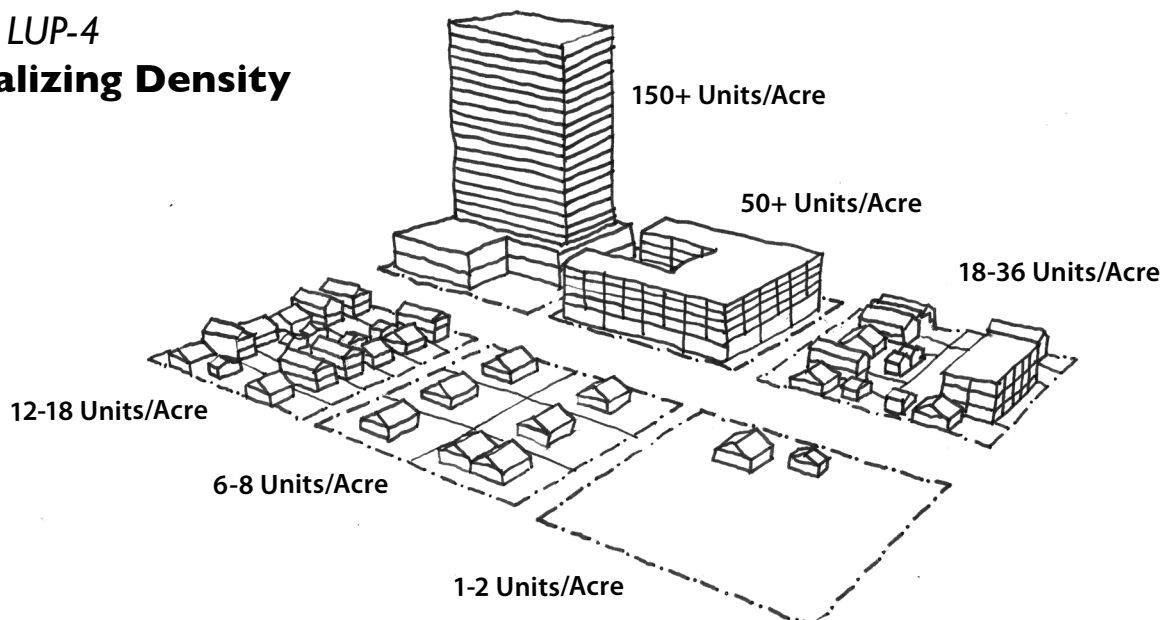 LUP-4
alizing Density
150+ Units/Acre
50+ Units/Acre
18-36 Units/Acre
12-18 Units/Acre
6-8 Units/Acre
1-2 Units/Acre